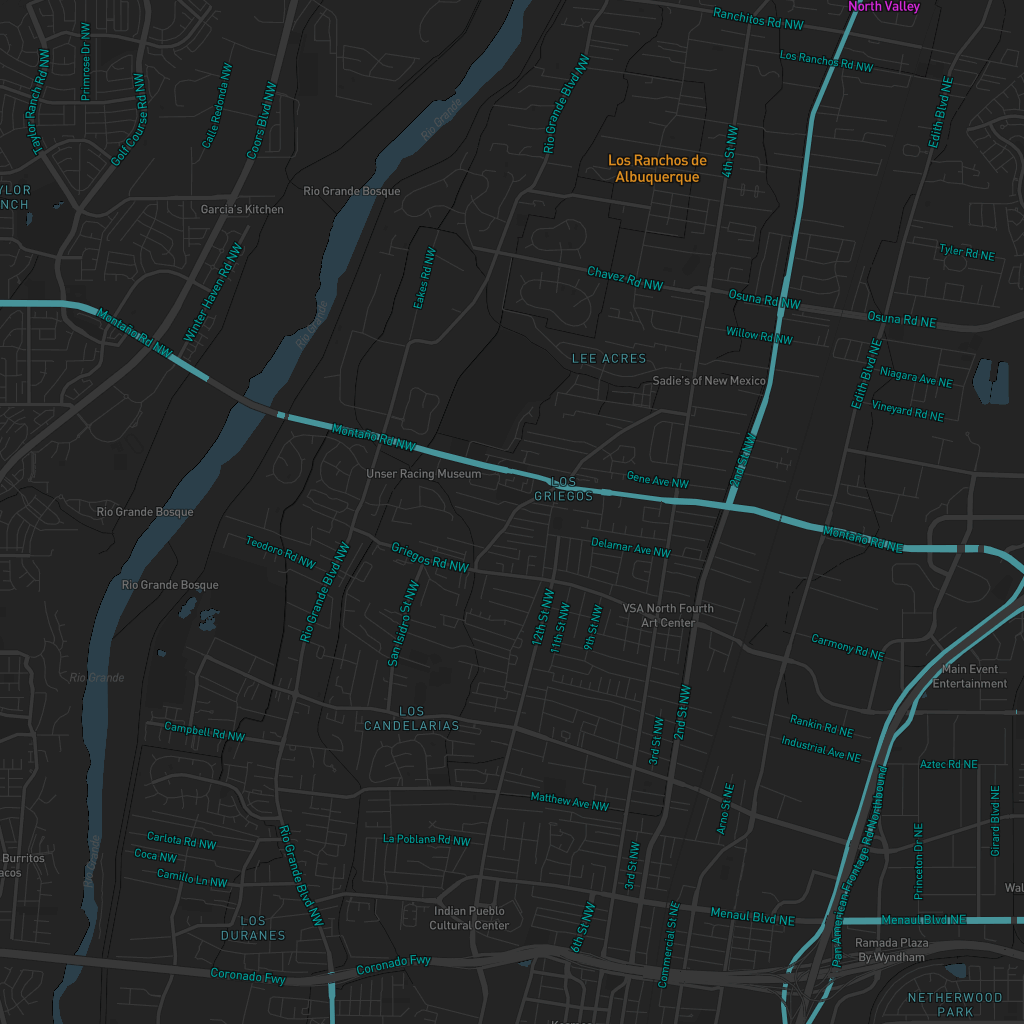 North Valley
Ranchitos Rd NW
Los Ranchos Rd NW
Taylor Ranch Rd NW
Primrose Dr NW
Golf Course Rd NW
Calle Redonda NW
Coors Blvd NW
Rio Grande
Rio Grande Blvd NW
4th St NW
Edith Blvd NE
Los Ranchos de
Albuquerque
YLOR
NCH
Rio Grande Bosque
Garcia's Kitchen
Winter Haven Rd NW
Eakes Rd NW
Tyler Rd NE
Chavez Rd NW
Osuna Rd NW
Osuna Rd NE
Montaño Rd NW
Rio Grande
Willow Rd NW
LEE ACRES
Sadie's of New Mexico
Edith Blvd NE
Niagara Ave NE
Vineyard Rd NE
Montaño Rd NW
Unser Racing Museum
LOS
GRIEGOS
Gene Ave NW
2nd St NW
Rio Grande Bosque
Montaño Rd NE
Teodoro Rd NW
Rio Grande Blvd NW
Griegos Rd NW
Delamar Ave NW
Rio Grande Bosque
San Isidro St NW
12th St NW
11th St NW
9th St NW
VSA North Fourth
Art Center
Carmony Rd NE
Rio Grande
Main Event
Entertainment
LOS
CANDELARIAS
Campbell Rd NW
3rd St NW
2nd St NW
Rankin Rd NE
Industrial Ave NE
Aztec Rd NE
Matthew Ave NW
Arno St NE
Pan American Frontage Rd Northbound
Princeton Dr NE
Girard Blvd NE
Carlota Rd NW
Coca NW
Camillo Ln NW
Rio Grande Blvd NW
La Poblana Rd NW
3rd St NW
Burritos
acos
Rio Grande
Wal
LOS
DURANES
Indian Pueblo
Cultural Center
6th St NW
Commercial St NE
Menaul Blvd NE
Menaul Blvd NE
Ramada Plaza
By Wyndham
Coronado Fwy
Coronado Fwy
NETHERWOOD
PARK